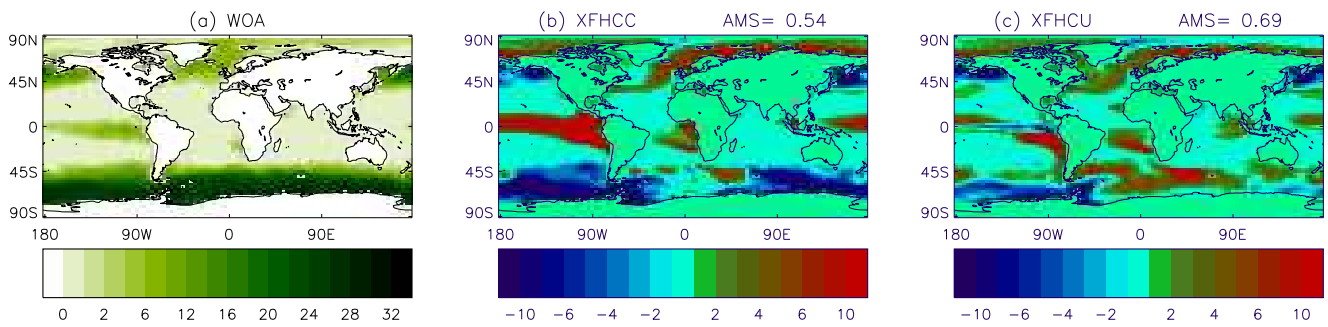 (a) WOA
90N
45N
0
45S
90S
180 90W 0 90E
0 2 6 12 16 20 24 28 32
(b) XFHCC AMS= 0.54
90N
45N
0
45S
90S
180 90W 0 90E
−10 −6 −4 −2 2 4 6 10
(c) XFHCU AMS= 0.69
90N
45N
0
45S
90S
180 90W 0 90E
−10 −6 −4 −2 2 4 6 10